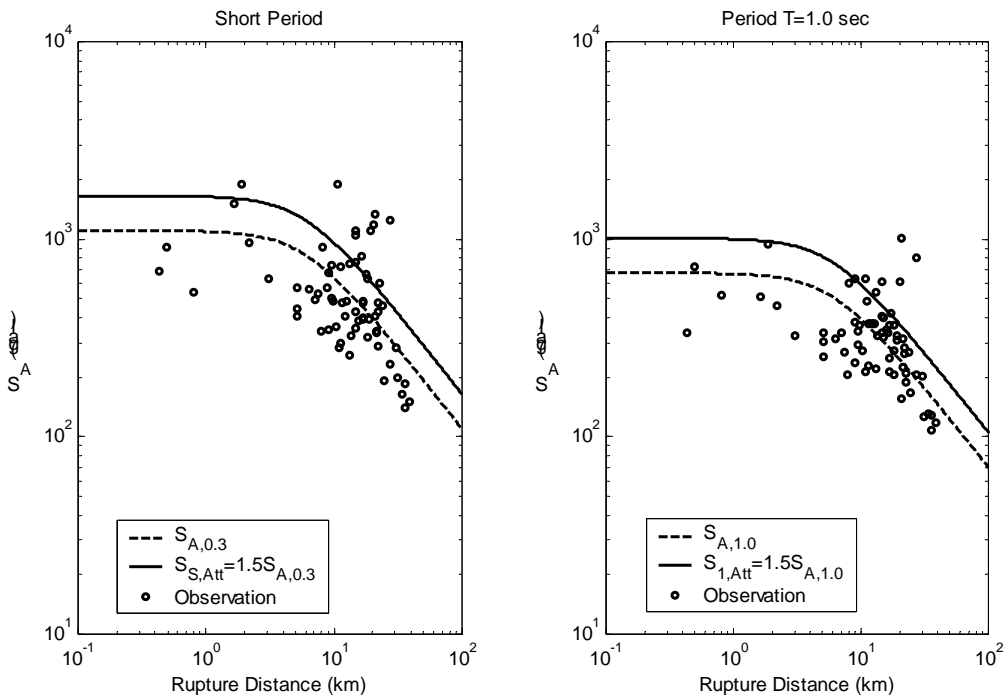 Short Period
10^4
10^3
10^2
10^1
10^-1
10^0
10^1
10^2
Rupture Distance (km)
S_A
S_A,0.3
S_S,Att=1.5S_A,0.3
Observation
Period T=1.0 sec
10^4
10^3
10^2
10^1
10^-1
10^0
10^1
10^2
Rupture Distance (km)
S_A
S_A,1.0
S_1,Att=1.5S_A,1.0
Observation